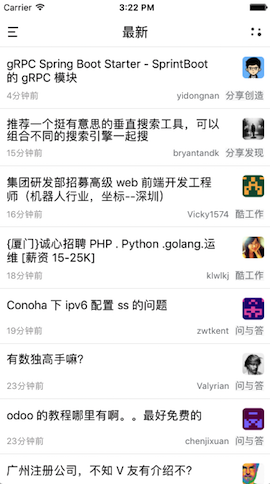 Carrier 3:22 PM
最新
gRPC Spring Boot Starter - SprintBoot
的 gRPC 模块
4分钟前 yidongnan 分享创造
推荐一个挺有意思的垂直搜索工具，可以
组合不同的搜索引擎一起搜
15分钟前 bryantandk 分享发现
集团研发部招募高级 web 前端开发工程
师（机器人行业，坐标--深圳）
16分钟前 Vicky1574 酷工作
{厦门}诚心招聘 PHP . Python .golang.运
维 [薪资 15-25K]
18分钟前 klwlkj 酷工作
Conoha 下 ipv6 配置 ss 的问题
19分钟前 zwtkent 问与答
有数独高手嘛?
23分钟前 Valyrian 问与答
odoo 的教程哪里有啊。。最好免费的
23分钟前 chenjixuan 问与答
广州注册公司，不知 V 友有介绍不?